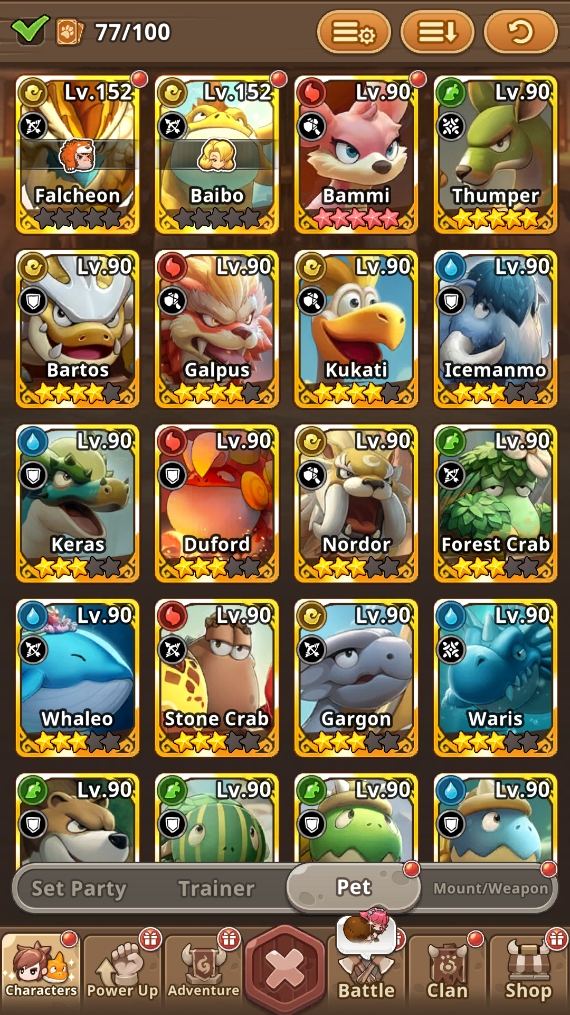 77/100
Lv.152 Lv.152 Lv.90 Lv.90
Falcheon Baibo Bammi Thumper
Lv.90 Lv.90 Lv.90 Lv.90
Bartos Galpus Kukati Icemanmo
Lv.90 Lv.90 Lv.90 Lv.90
Keras Duford Nordor Forest Crab
Lv.90 Lv.90 Lv.90 Lv.90
Whaleo Stone Crab Gargon Waris
Lv.90 Lv.90 Lv.90 Lv.90
Set Party Trainer Pet Mount/Weapon
Characters Power Up Adventure Battle Clan Shop